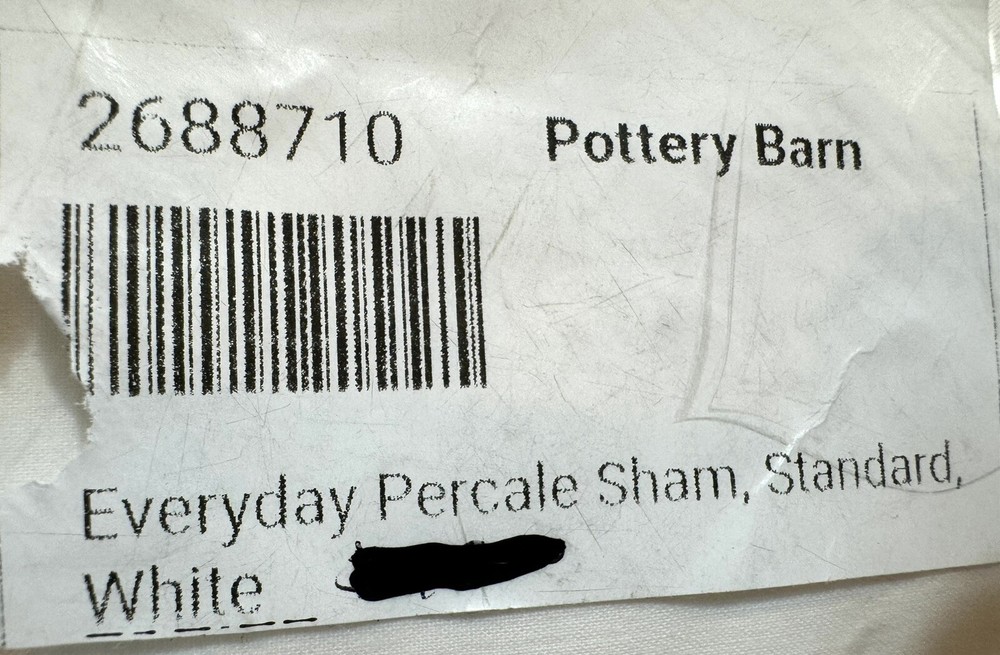 2688710
Pottery Barn
Everyday Percale Sham, Standard,
White